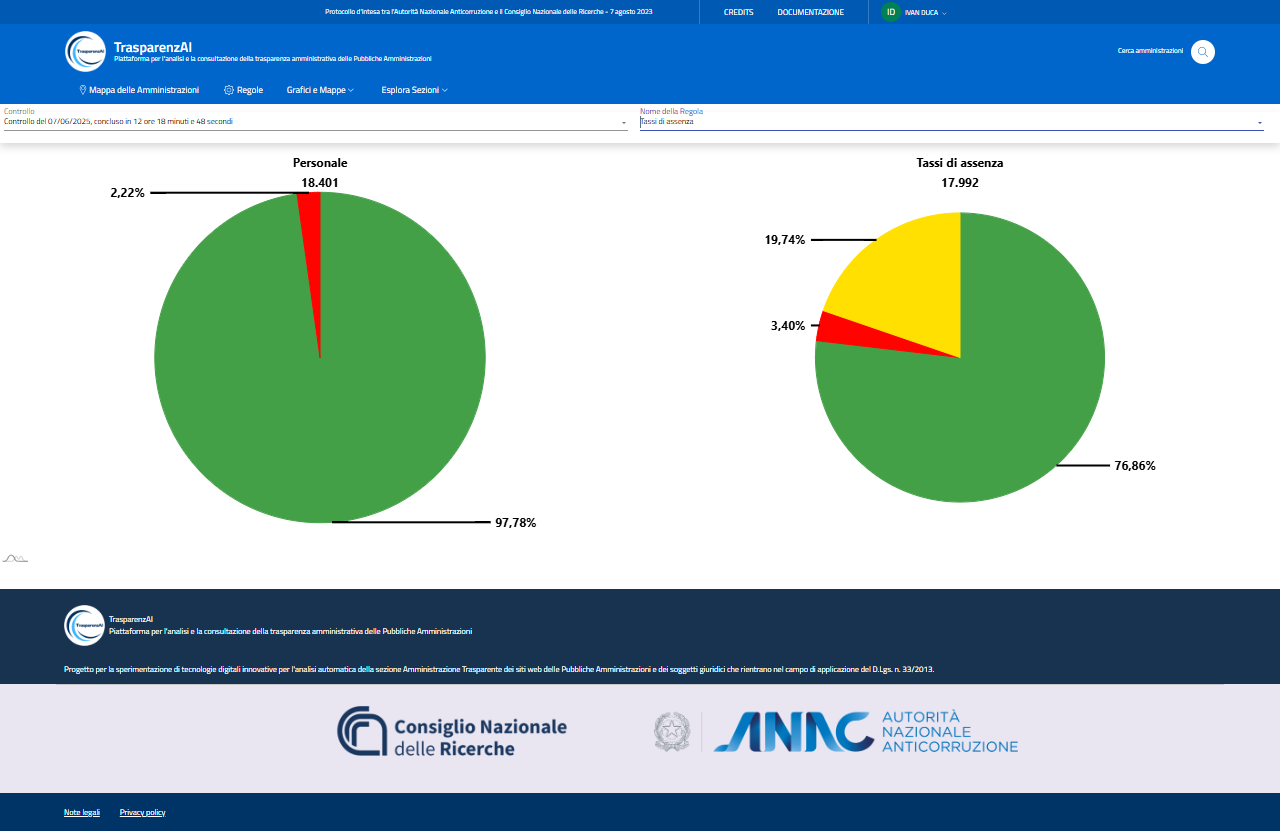 Protocollo d'Intesa tra l'Autorità Nazionale Anticorruzione e il Consiglio Nazionale delle Ricerche - 7 agosto 2023
CREDITS
DOCUMENTAZIONE
ID
IVAN DUCA
TrasparenzAI
TrasparenzAI
Piattaforma per l'analisi e la consultazione della trasparenza amministrativa delle Pubbliche Amministrazioni
Cerca amministrazioni
Mappa delle Amministrazioni
Regole
Grafici e Mappe
Esplora Sezioni
Controllo
Controllo del 07/06/2025, concluso in 12 ore 18 minuti e 48 secondi
Nome della Regola
Tassi di assenza
Personale
18.401
2,22%
97,78%
Tassi di assenza
17.992
19,74%
3,40%
76,86%
TrasparenzAI
TrasparenzAI
Piattaforma per l'analisi e la consultazione della trasparenza amministrativa delle Pubbliche Amministrazioni
Progetto per la sperimentazione di tecnologie digitali innovative per l'analisi automatica della sezione Amministrazione Trasparente dei siti web delle Pubbliche Amministrazioni e dei soggetti giuridici che rientrano nel campo di applicazione del D.Lgs. n. 33/2013.
Consiglio Nazionale
delle Ricerche
ANAC
AUTORITÀ
NAZIONALE
ANTICORRUZIONE
Note legali
Privacy policy